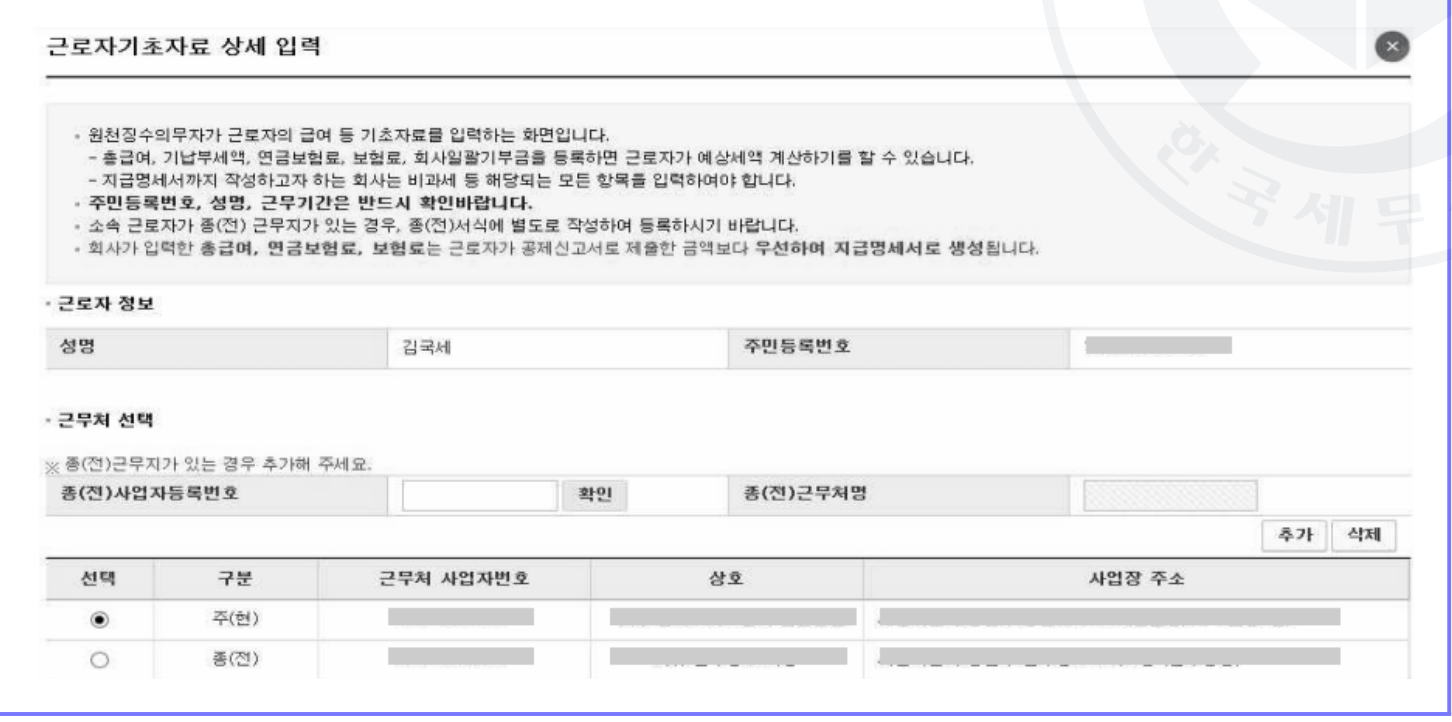 근로자기초자료 상세 입력
• 원천징수의무자가 근로자의 급여 등 기초자료를 입력하는 화면입니다.
- 총급여, 기납부세액, 연금보험료, 보험료, 회사일괄기부금을 등록하면 근로자가 예상세액 계산하기를 할 수 있습니다.
- 지급명세서까지 작성하고자 하는 회사는 비과세 등 해당되는 모든 항목을 입력하여야 합니다.
• 주민등록번호, 성명, 근무기간은 반드시 확인바랍니다.
• 소속 근로자가 종(전) 근무지가 있는 경우, 종(전)서식에 별도로 작성하여 등록하시기 바랍니다.
• 회사가 입력한 총급여, 연금보험료, 보험료는 근로자가 공제신고서로 제출한 금액보다 우선하여 지급명세서로 생성됩니다.
• 근로자 정보
성명 김국세 주민등록번호
• 근무처 선택
※ 종(전)근무지가 있는 경우 추가해 주세요.
종(전)사업자등록번호 확인 종(전)근무처명
추가 삭제
선택 구분 근무처 사업자번호 상호 사업장 주소
주(현)
종(전)
한국세무